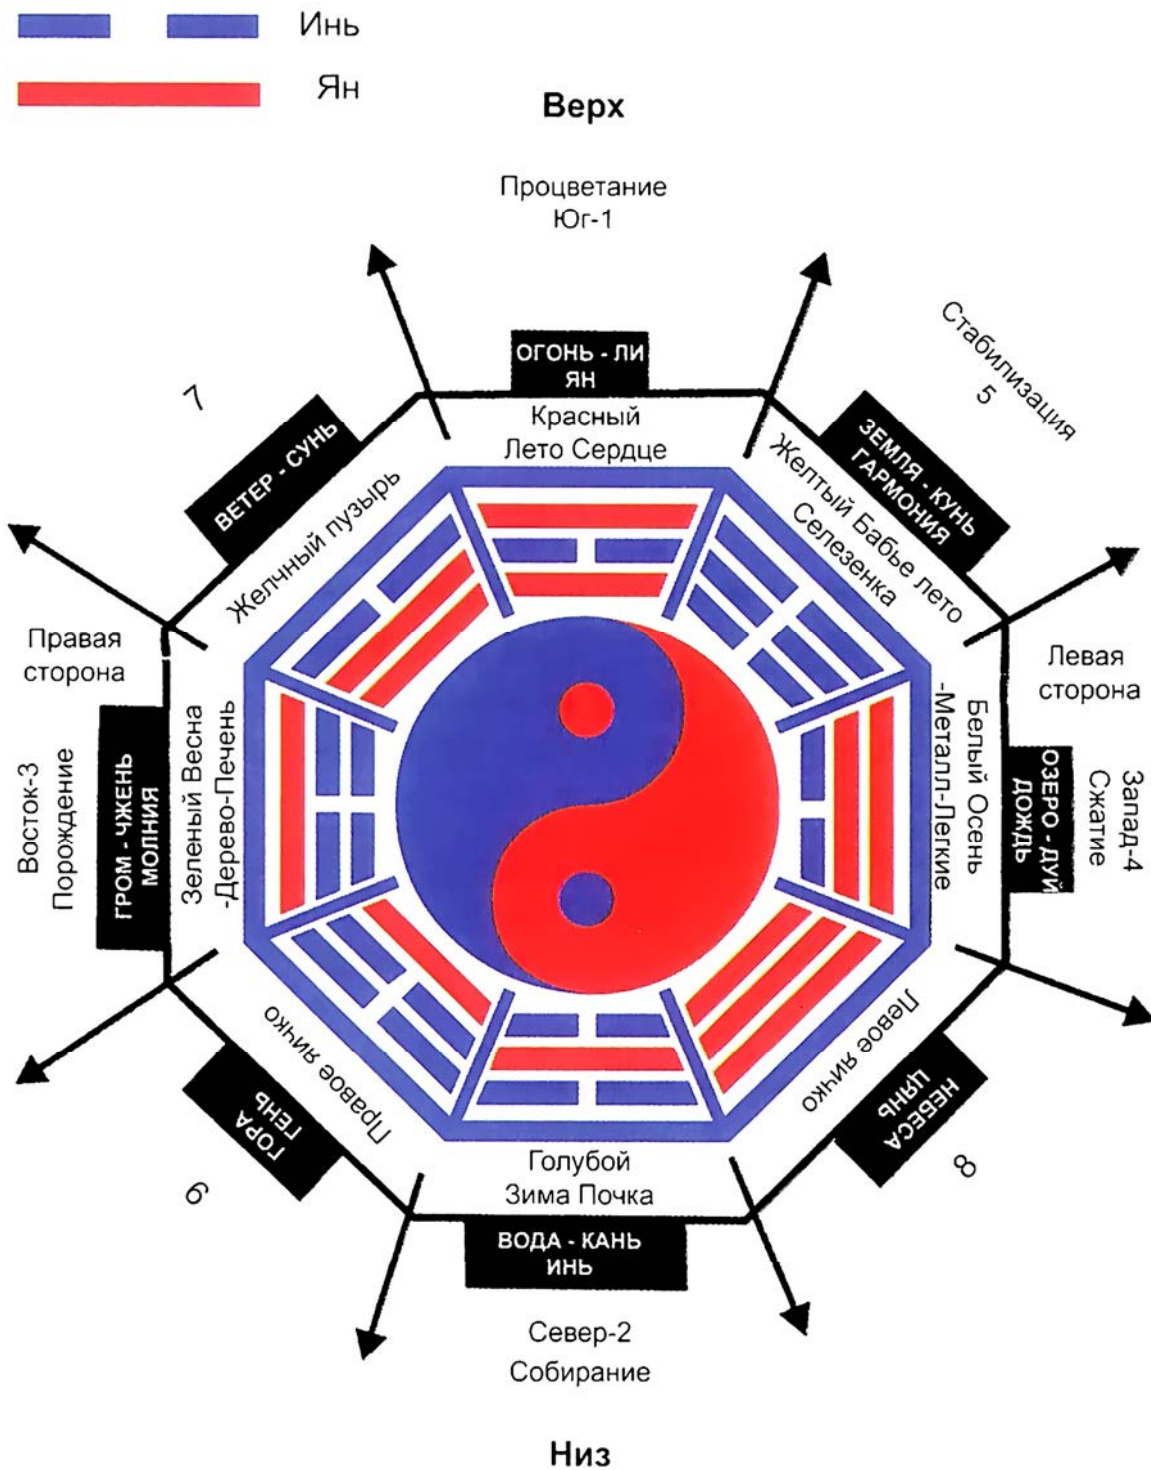 Инь
Ян
Верх
Процветание
Юг-1
ОГОНЬ - ЛИ
ЯН
Красный
Лето Сердце
Стабилизация
5
ЗЕМЛЯ - КУНЬ
ГАРМОНИЯ
Желтый Бабье лето
Селезенка
7
ВЕТЕР - СУНЬ
Желчный пузырь
Правая
сторона
Левая
сторона
Восток-3
Порождение
ГРОМ - ЧЖЕНЬ
МОЛНИЯ
Зеленый Весна
-Дерево-Печень
Белый Осень
-Металл-Легкие
ОЗЕРО - ДУЙ
ДОЖДЬ
Запад-4
Сжатие
Правое яичко
ГОРА
ГЕНЬ
6
Левое яичко
НЕБЕСА
ЦЯНЬ
8
Голубой
Зима Почка
ВОДА - КАНЬ
ИНЬ
Север-2
Собирание
Низ